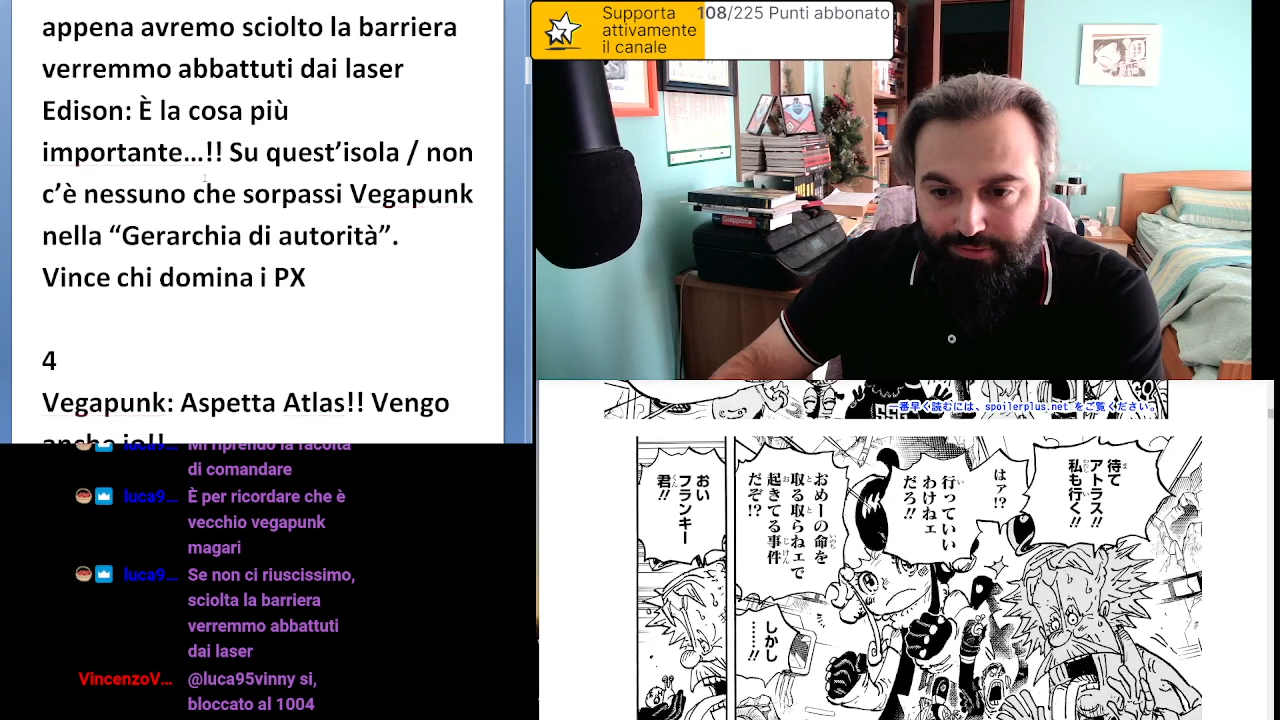 appena avremo sciolto la barriera
verremmo abbattuti dai laser
Edison: È la cosa più
importante...!! Su quest'isola / non
c'è nessuno che sorpassi Vegapunk
nella “Gerarchia di autorità”.
Vince chi domina i PX
4
Vegapunk: Aspetta Atlas!! Vengo
anche io!!
Mi riprendo la facoltà
di comandare
luca9... È per ricordare che è
vecchio vegapunk
magari
luca9... Se non ci riuscissimo,
sciolta la barriera
verremmo abbattuti
dai laser
VincenzoV... @luca95vinny si,
bloccato al 1004
Supporta
attivamente
il canale
108/225 Punti abbonato
Giappone
一番早く読むには、spoilerplus.net をご覧ください。
待て
アトラス!!
私も行く!!
はァ!?
行っていい
わけねェ
だろ!!
おめーの命を
取る取らねェで
起きてる事件
だぞ!?
しかし
……!!
おい
フランキー
君!!